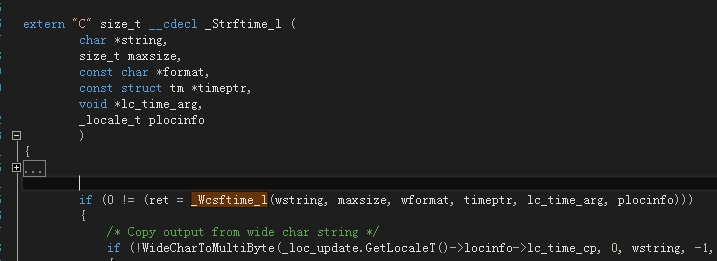 extern "C" size_t __cdecl _Strftime_l (
char *string,
size_t maxsize,
const char *format,
const struct tm *timeptr,
void *lc_time_arg,
_locale_t plocinfo
)
{
...
if (0 != (ret = _Wcsftime_l(wstring, maxsize, wformat, timeptr, lc_time_arg, plocinfo)))
{
/* Copy output from wide char string */
if (!WideCharToMultiByte(_loc_update.GetLocaleT()->locinfo->lc_time_cp, 0, wstring, -1,